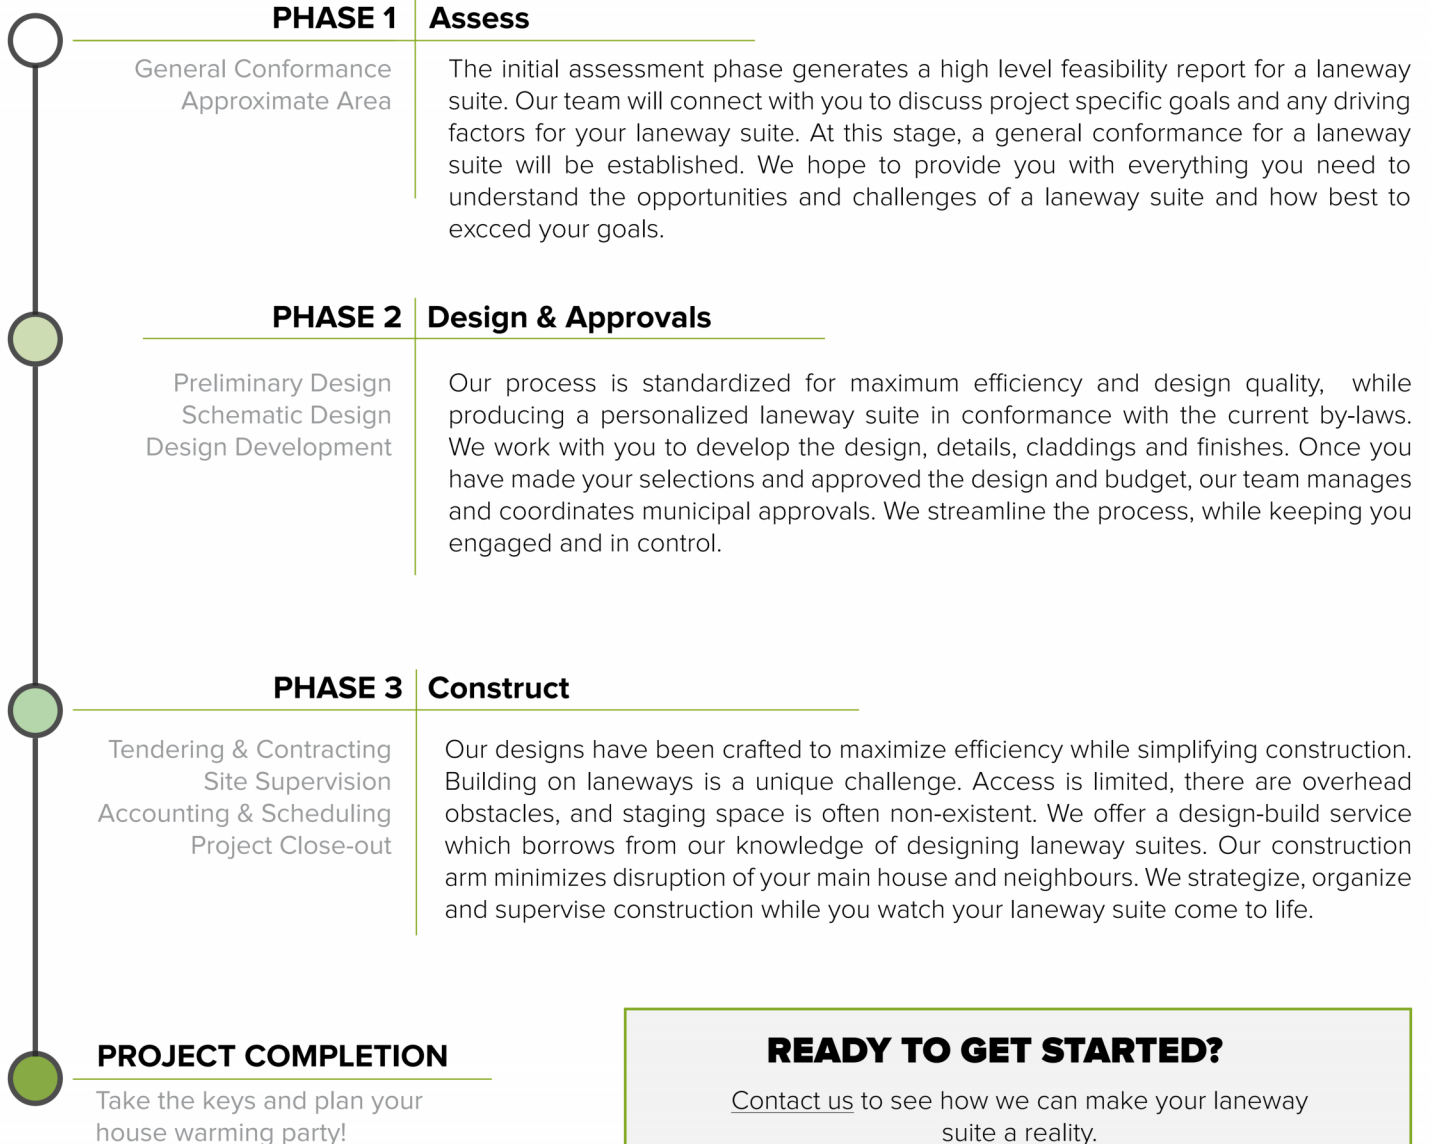 PHASE 1 Assess
General Conformance
Approximate Area
The initial assessment phase generates a high level feasibility report for a laneway
suite. Our team will connect with you to discuss project specific goals and any driving
factors for your laneway suite. At this stage, a general conformance for a laneway
suite will be established. We hope to provide you with everything you need to
understand the opportunities and challenges of a laneway suite and how best to
excced your goals.
PHASE 2 Design & Approvals
Preliminary Design
Schematic Design
Design Development
Our process is standardized for maximum efficiency and design quality, while
producing a personalized laneway suite in conformance with the current by-laws.
We work with you to develop the design, details, claddings and finishes. Once you
have made your selections and approved the design and budget, our team manages
and coordinates municipal approvals. We streamline the process, while keeping you
engaged and in control.
PHASE 3 Construct
Tendering & Contracting
Site Supervision
Accounting & Scheduling
Project Close-out
Our designs have been crafted to maximize efficiency while simplifying construction.
Building on laneways is a unique challenge. Access is limited, there are overhead
obstacles, and staging space is often non-existent. We offer a design-build service
which borrows from our knowledge of designing laneway suites. Our construction
arm minimizes disruption of your main house and neighbours. We strategize, organize
and supervise construction while you watch your laneway suite come to life.
PROJECT COMPLETION
Take the keys and plan your
house warming party!
READY TO GET STARTED?
Contact us to see how we can make your laneway
suite a reality.